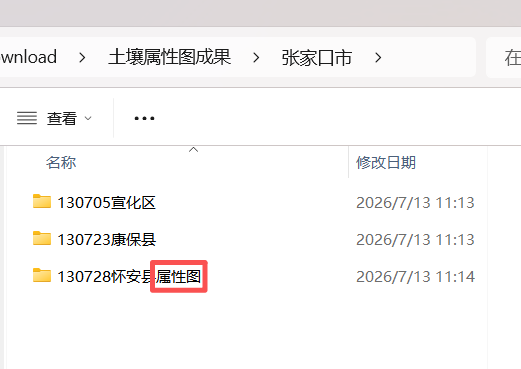 ownload > 土壤属性图成果 > 张家口市 >
在
查看
名称 修改日期
130705宣化区 2026/7/13 11:13
130723康保县 2026/7/13 11:13
130728怀安县属性图 2026/7/13 11:14